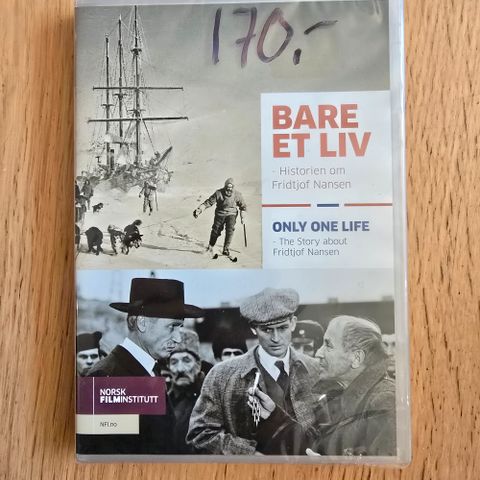 170,-
BARE
ET LIV
- Historien om
Fridtjof Nansen
ONLY ONE LIFE
- The Story about
Fridtjof Nansen
NORSK
FILMINSTITUTT
NFI.no